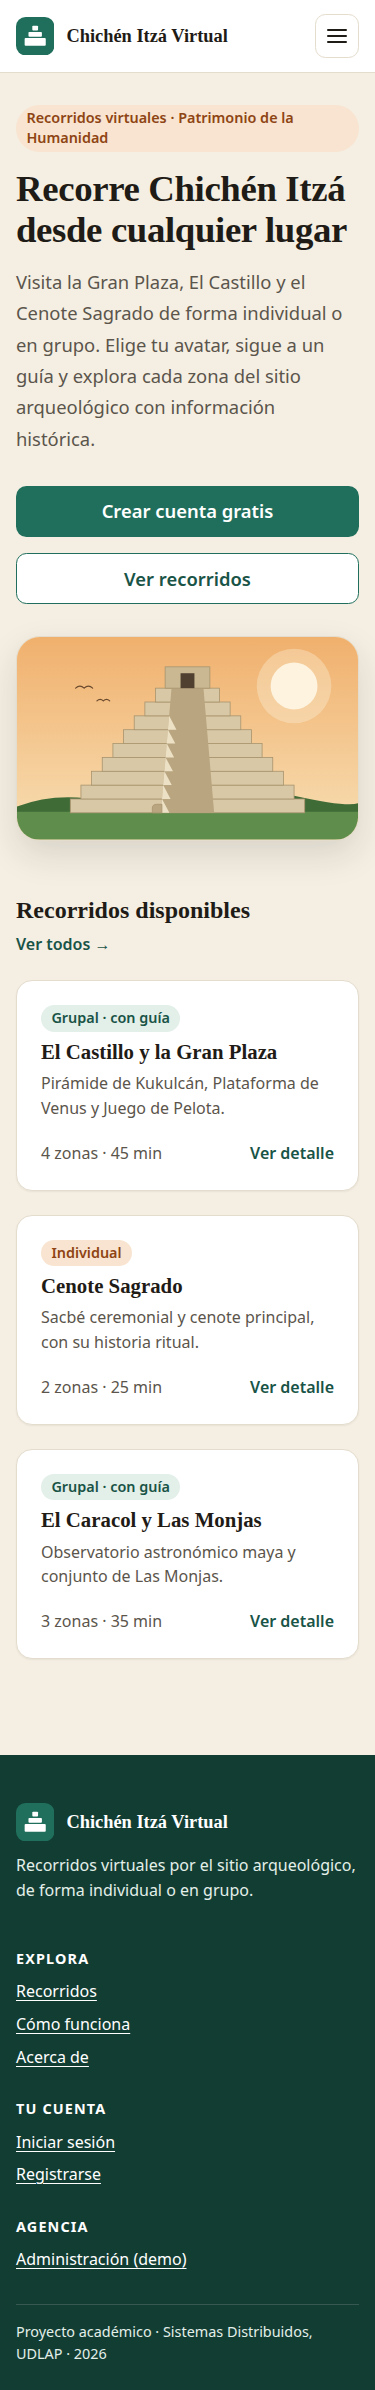 Chichén Itzá Virtual
Recorridos virtuales · Patrimonio de la
Humanidad
Recorre Chichén Itzá
desde cualquier lugar
Visita la Gran Plaza, El Castillo y el
Cenote Sagrado de forma individual o
en grupo. Elige tu avatar, sigue a un
guía y explora cada zona del sitio
arqueológico con información
histórica.
Crear cuenta gratis
Ver recorridos
Recorridos disponibles
Ver todos →
Grupal · con guía
El Castillo y la Gran Plaza
Pirámide de Kukulcán, Plataforma de
Venus y Juego de Pelota.
4 zonas · 45 min Ver detalle
Individual
Cenote Sagrado
Sacbé ceremonial y cenote principal,
con su historia ritual.
2 zonas · 25 min Ver detalle
Grupal · con guía
El Caracol y Las Monjas
Observatorio astronómico maya y
conjunto de Las Monjas.
3 zonas · 35 min Ver detalle
Chichén Itzá Virtual
Recorridos virtuales por el sitio arqueológico,
de forma individual o en grupo.
EXPLORA
Recorridos
Cómo funciona
Acerca de
TU CUENTA
Iniciar sesión
Registrarse
AGENCIA
Administración (demo)
Proyecto académico · Sistemas Distribuidos,
UDLAP · 2026